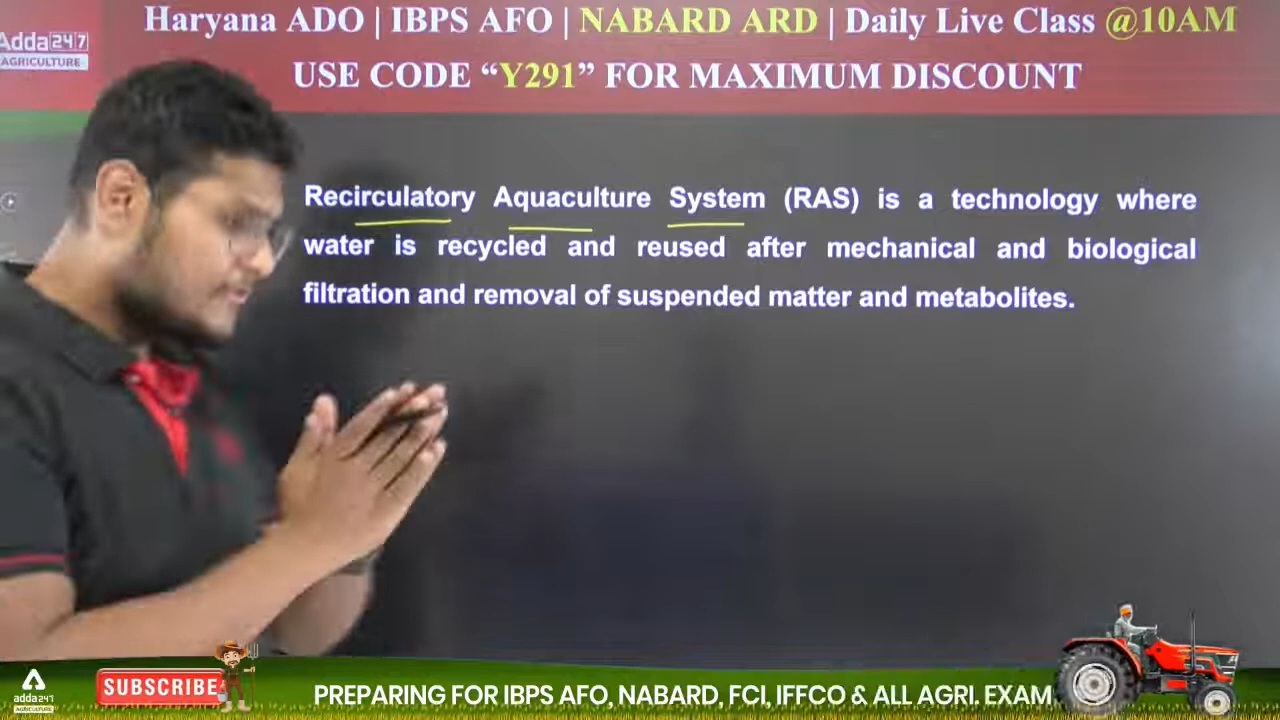 Haryana ADO | IBPS AFO | NABARD ARD | Daily Live Class @10AM
Adda247
AGRICULTURE
USE CODE “Y291” FOR MAXIMUM DISCOUNT
Recirculatory Aquaculture System (RAS) is a technology where
water is recycled and reused after mechanical and biological
filtration and removal of suspended matter and metabolites.
adda247
AGRICULTURE
SUBSCRIBE
PREPARING FOR IBPS AFO, NABARD, FCI, IFFCO & ALL AGRI. EXAM